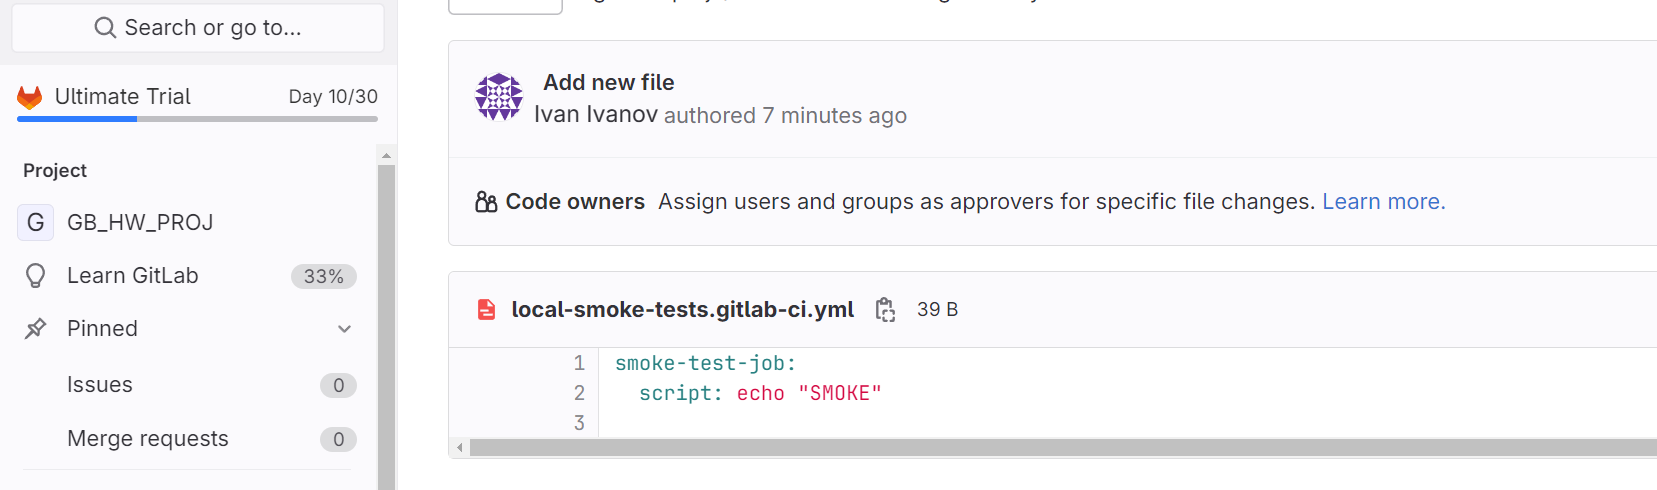 Search or go to...
Ultimate Trial Day 10/30
Project
G GB_HW_PROJ
Learn GitLab 33%
Pinned
Issues 0
Merge requests 0
Add new file
Ivan Ivanov authored 7 minutes ago
Code owners Assign users and groups as approvers for specific file changes. Learn more.
local-smoke-tests.gitlab-ci.yml 39 B
1 smoke-test-job:
2 script: echo "SMOKE"
3